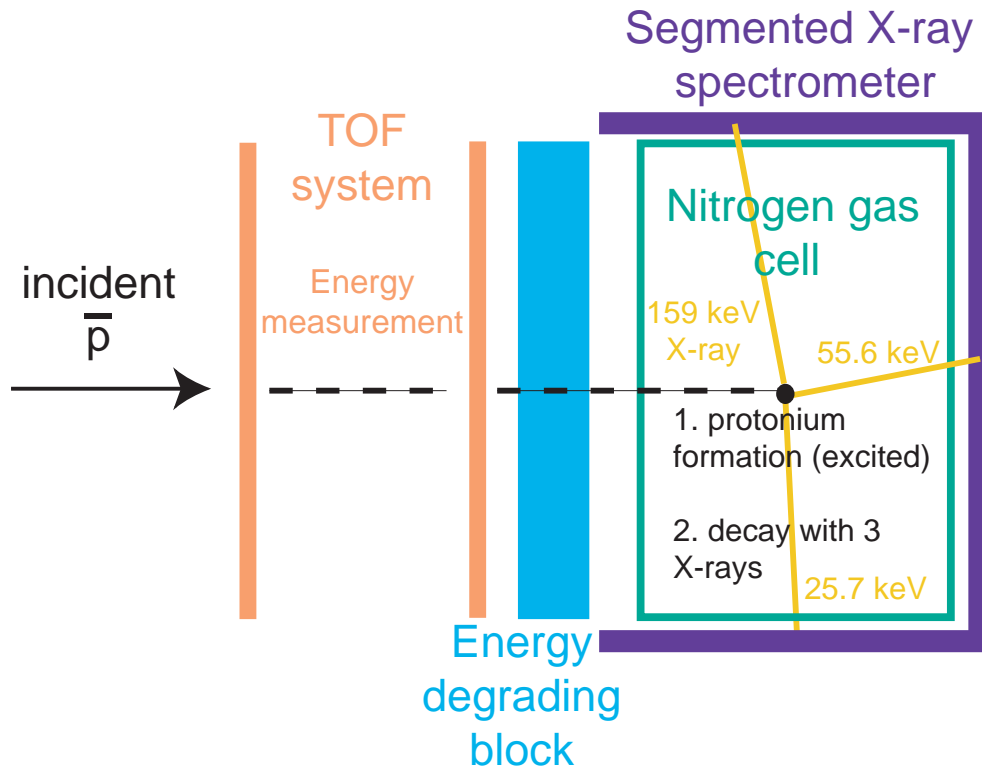 Segmented X-ray
spectrometer
TOF
system
Nitrogen gas
cell
incident
p̅
Energy
measurement
159 keV
X-ray
55.6 keV
1. protonium
formation (excited)
2. decay with 3
X-rays
25.7 keV
Energy
degrading
block